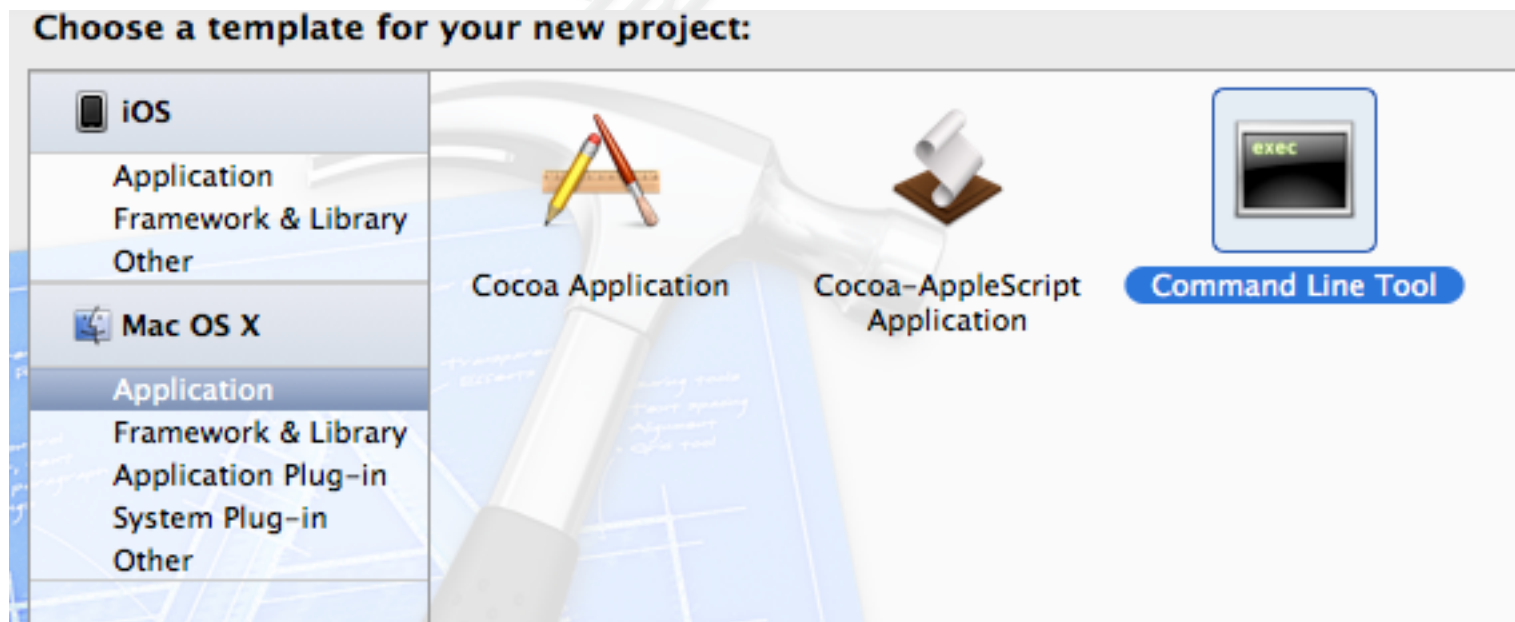 Choose a template for your new project:
iOS
Application
Framework & Library
Other
Mac OS X
Application
Framework & Library
Application Plug-in
System Plug-in
Other
Cocoa Application
Cocoa-AppleScript
Application
exec
Command Line Tool